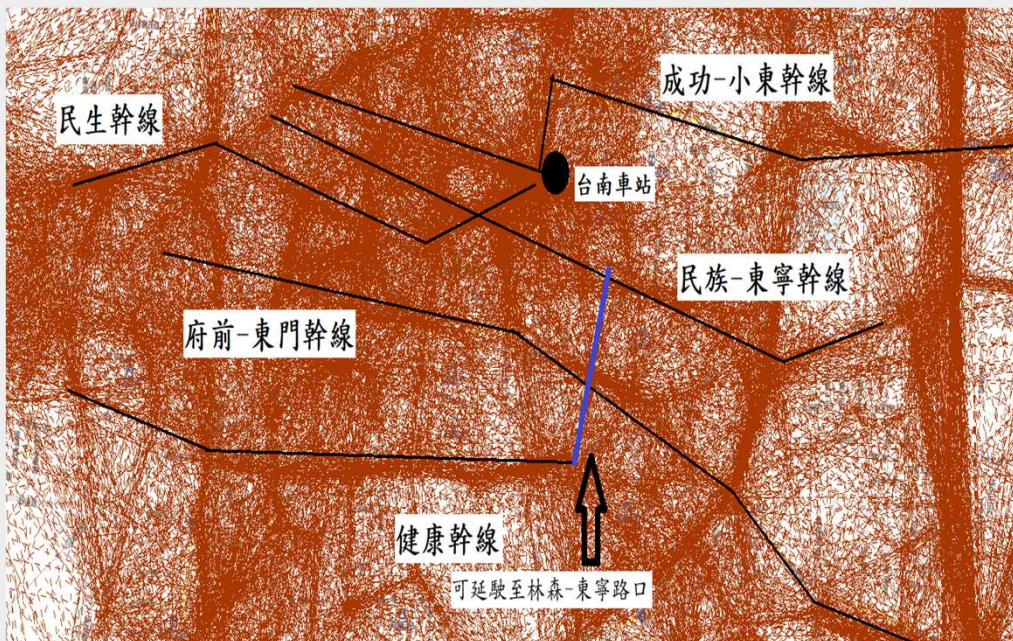 成功-小東幹線
民生幹線
台南車站
民族-東寧幹線
府前-東門幹線
健康幹線
可延駛至林森-東寧路口